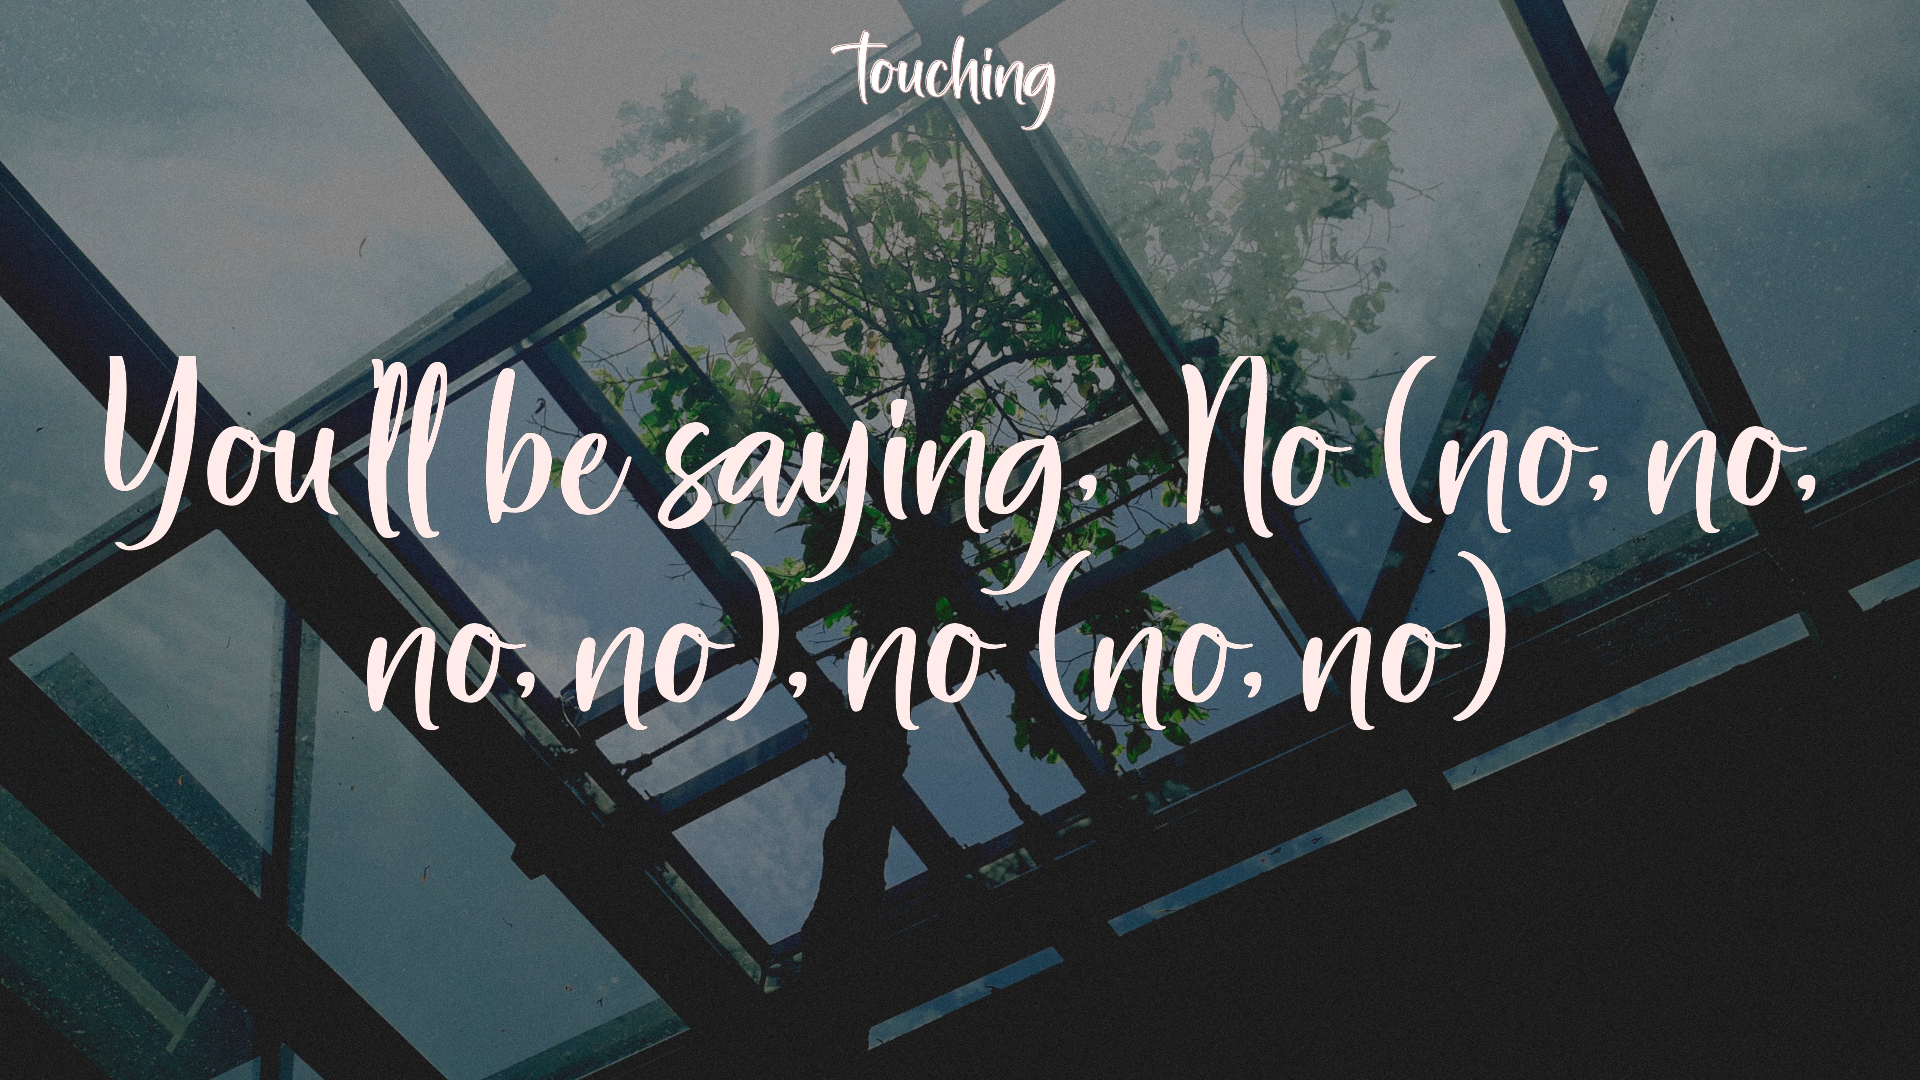 Touching
You'll be saying, No (no, no,
no, no), no (no, no)